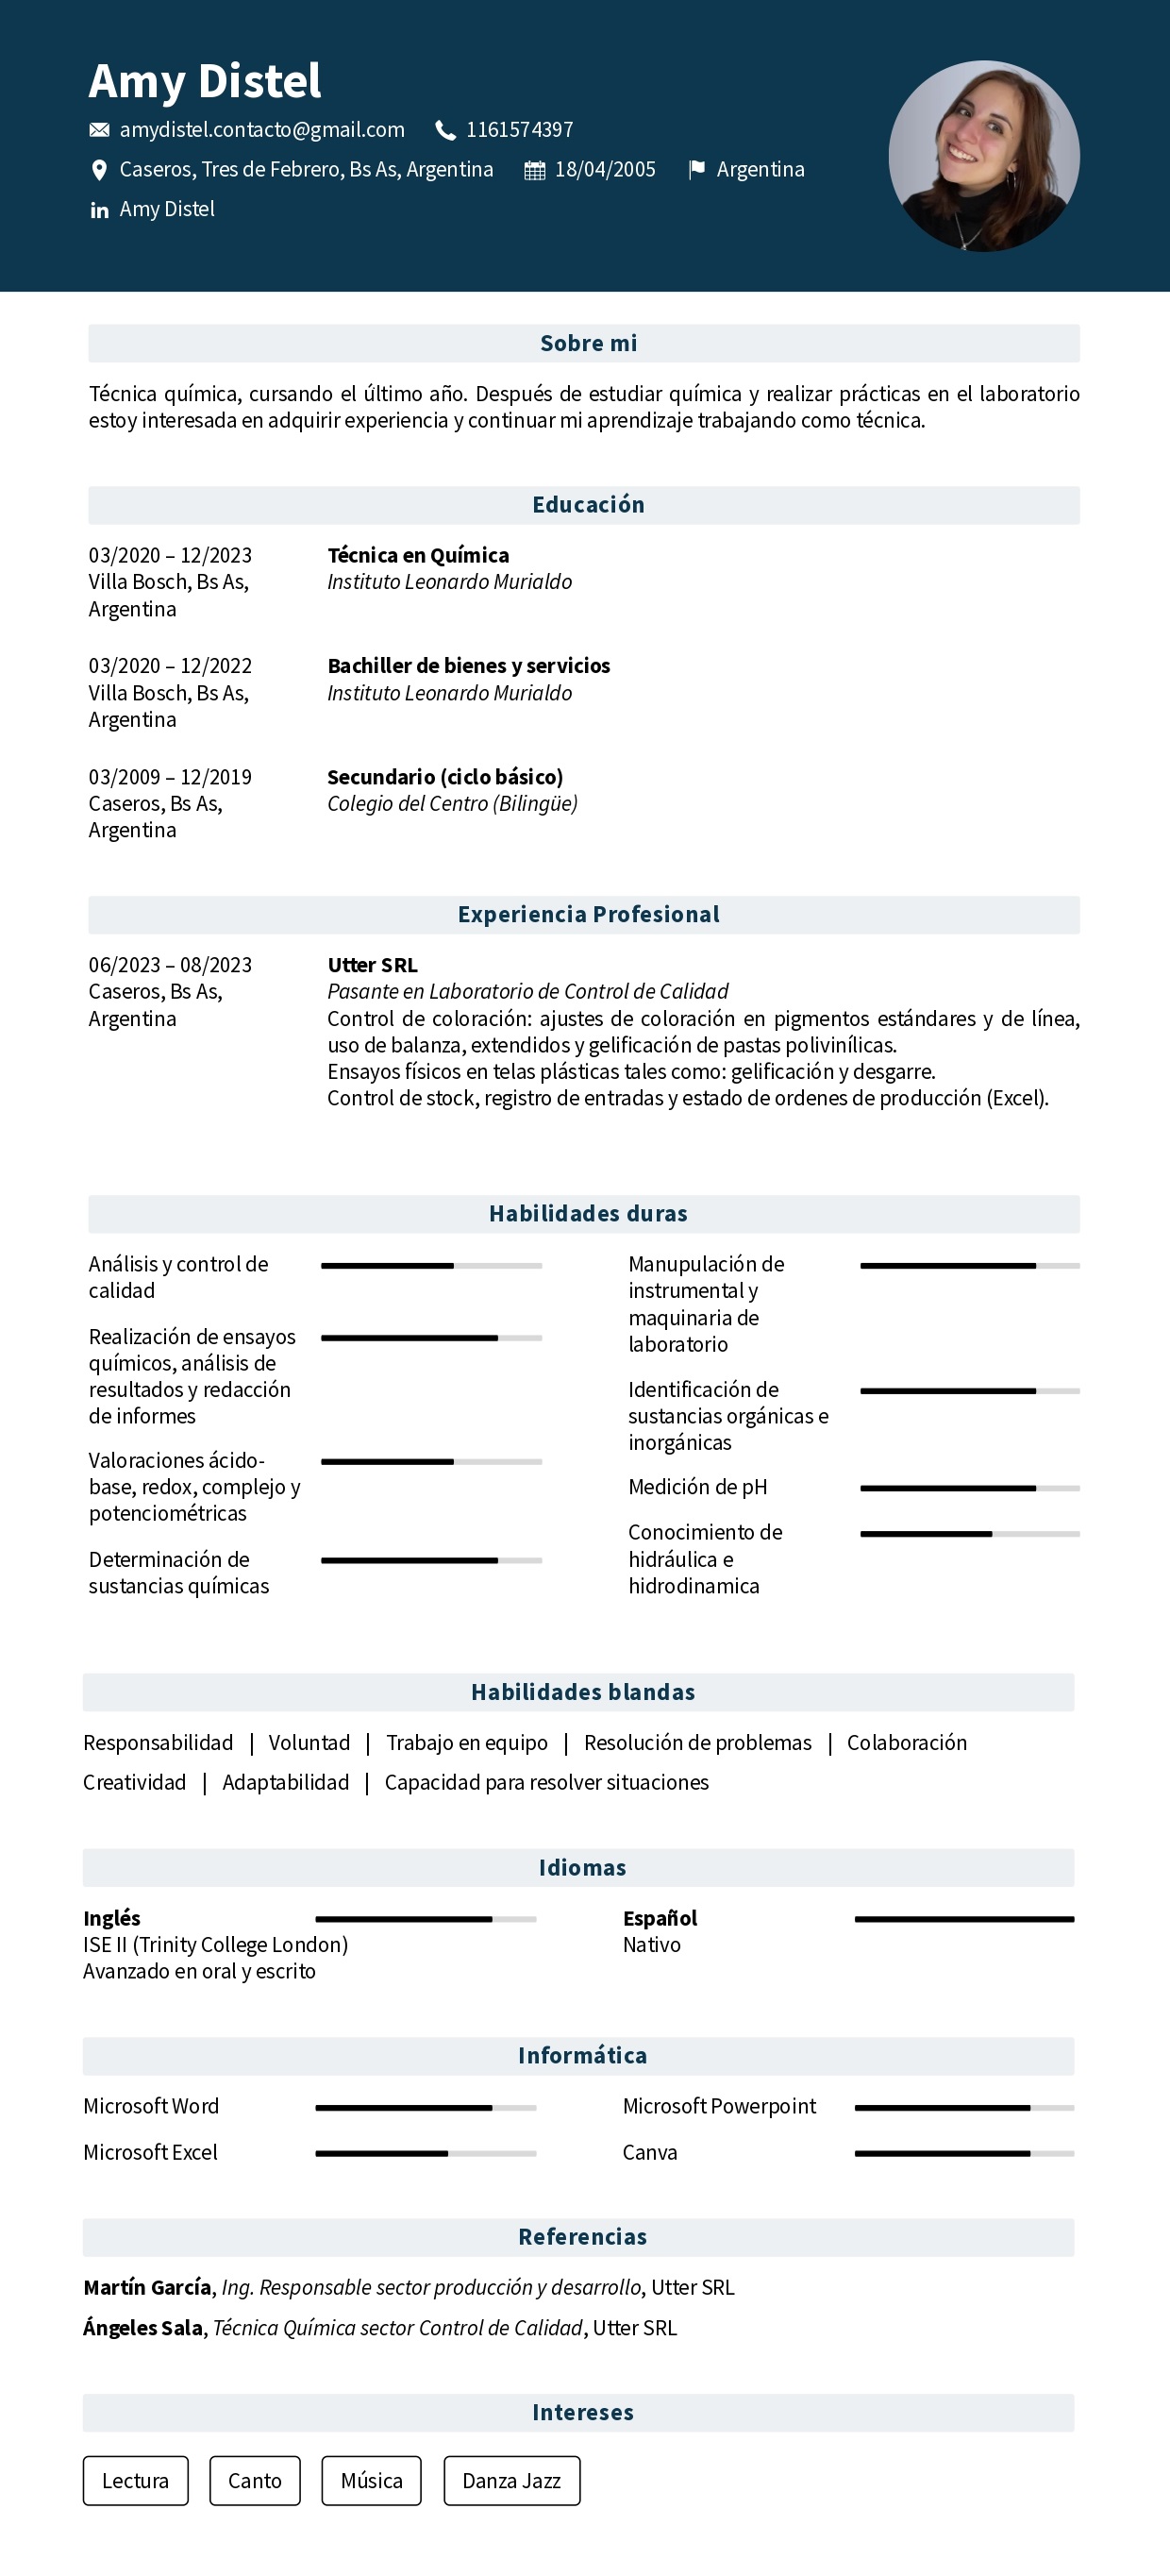 Amy Distel
amydistel.contacto@gmail.com 1161574397
Caseros, Tres de Febrero, Bs As, Argentina 18/04/2005 Argentina
in Amy Distel
Sobre mi
Técnica química, cursando el último año. Después de estudiar química y realizar prácticas en el laboratorio
estoy interesada en adquirir experiencia y continuar mi aprendizaje trabajando como técnica.
Educación
03/2020 – 12/2023
Villa Bosch, Bs As,
Argentina
Técnica en Química
Instituto Leonardo Murialdo
03/2020 – 12/2022
Villa Bosch, Bs As,
Argentina
Bachiller de bienes y servicios
Instituto Leonardo Murialdo
03/2009 – 12/2019
Caseros, Bs As,
Argentina
Secundario (ciclo básico)
Colegio del Centro (Bilingüe)
Experiencia Profesional
06/2023 – 08/2023
Caseros, Bs As,
Argentina
Utter SRL
Pasante en Laboratorio de Control de Calidad
Control de coloración: ajustes de coloración en pigmentos estándares y de línea,
uso de balanza, extendidos y gelificación de pastas polivinílicas.
Ensayos físicos en telas plásticas tales como: gelificación y desgarre.
Control de stock, registro de entradas y estado de ordenes de producción (Excel).
Habilidades duras
Análisis y control de
calidad
Realización de ensayos
químicos, análisis de
resultados y redacción
de informes
Valoraciones ácido-
base, redox, complejo y
potenciométricas
Determinación de
sustancias químicas
Manupulación de
instrumental y
maquinaria de
laboratorio
Identificación de
sustancias orgánicas e
inorgánicas
Medición de pH
Conocimiento de
hidráulica e
hidrodinamica
Habilidades blandas
Responsabilidad | Voluntad | Trabajo en equipo | Resolución de problemas | Colaboración
Creatividad | Adaptabilidad | Capacidad para resolver situaciones
Idiomas
Inglés
ISE II (Trinity College London)
Avanzado en oral y escrito
Español
Nativo
Informática
Microsoft Word
Microsoft Powerpoint
Microsoft Excel
Canva
Referencias
Martín García, Ing. Responsable sector producción y desarrollo, Utter SRL
Ángeles Sala, Técnica Química sector Control de Calidad, Utter SRL
Intereses
Lectura Canto Música Danza Jazz